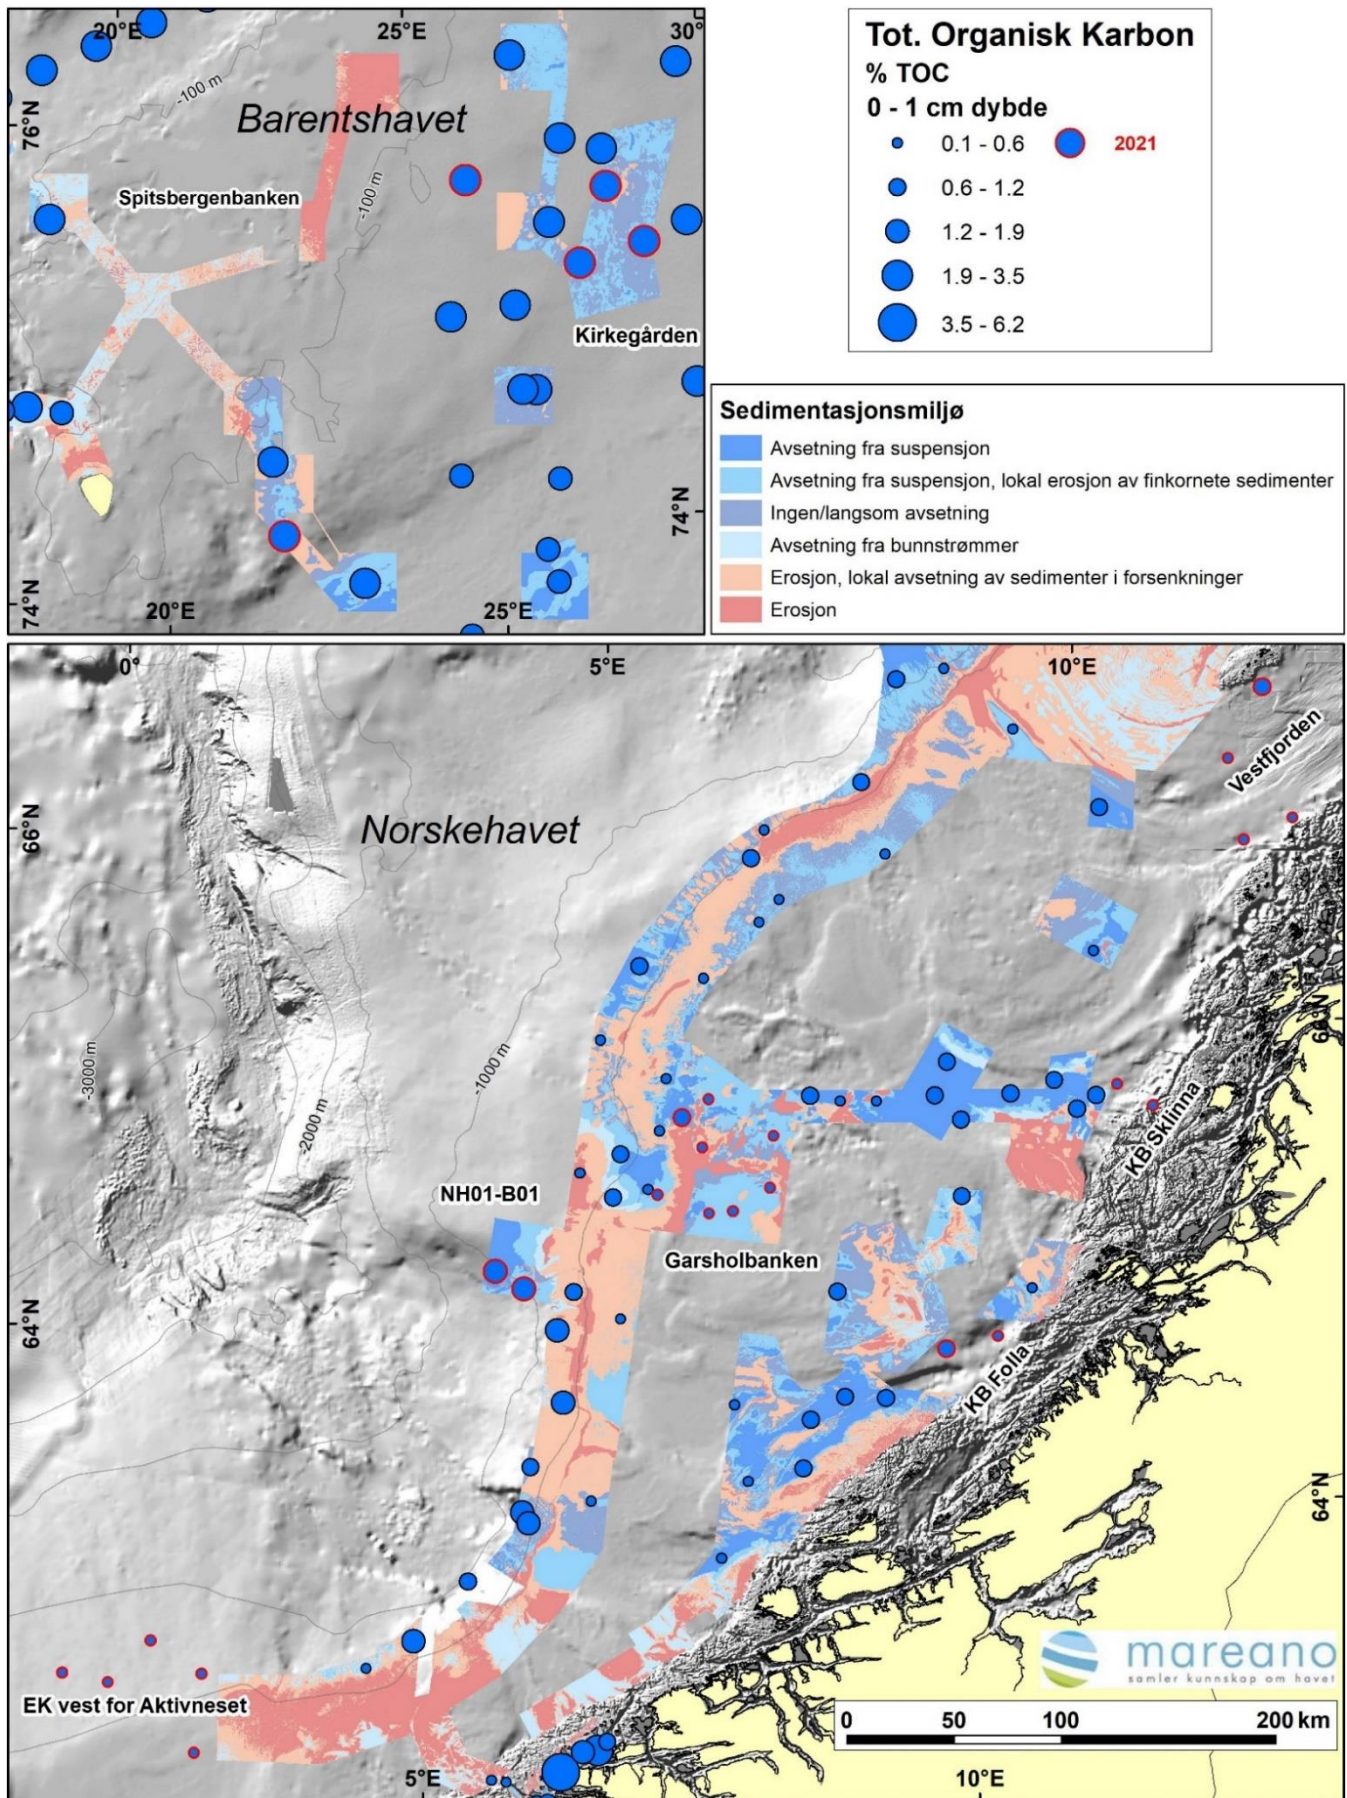 20°E
25°E
30°
76°N
-100 m
Barentshavet
Spitsbergenbanken
-100 m
Kirkegården
74°N
74°N
20°E
25°E
Tot. Organisk Karbon
% TOC
0 - 1 cm dybde
0.1 - 0.6
2021
0.6 - 1.2
1.2 - 1.9
1.9 - 3.5
3.5 - 6.2
Sedimentasjonsmiljø
Avsetning fra suspensjon
Avsetning fra suspensjon, lokal erosjon av finkornete sedimenter
Ingen/langsom avsetning
Avsetning fra bunnstrømmer
Erosjon, lokal avsetning av sedimenter i forsenkninger
Erosjon
0°
5°E
10°E
Vestfjorden
66°N
Norskehavet
66°N
-3000 m
-1000 m
-2000 m
KB Sklinna
NH01-B01
Garsholbanken
64°N
KB Folla
64°N
EK vest for Aktivneset
mareano
samler kunnskap om havet
0 50 100 200 km
5°E
10°E